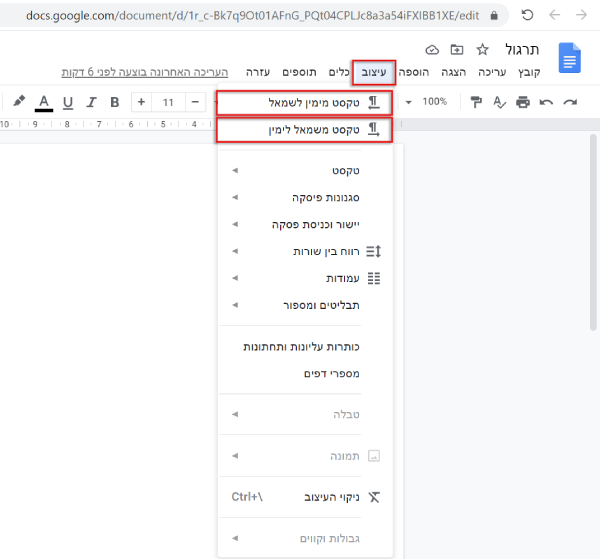 docs.google.com/document/d/1r_c-Bk7q9Ot01AFnG_PQt04CPLJc8a3a54iFXIBB1XE/edit
תרגול
קובץ עריכה הצגה הוספה עיצוב כלים תוספים עזרה העריכה האחרונה בוצעה לפני 6 דקות
100% 11 B I U A
טקסט מימין לשמאל
טקסט משמאל לימין
10 9 8 7 6 5 4
טקסט
סגנונות פיסקה
יישור וכניסת פסקה
רווח בין שורות
עמודות
תבליטים ומספור
כותרות עליונות ותחתונות
מספרי דפים
טבלה
תמונה
ניקוי העיצוב Ctrl+\
גבולות וקווים